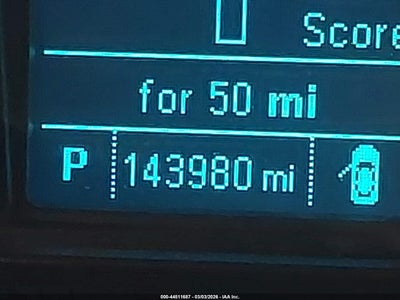 Score
for 50 mi
P 143980 mi
000-44511687 - 03/03/2026 - IAA Inc.